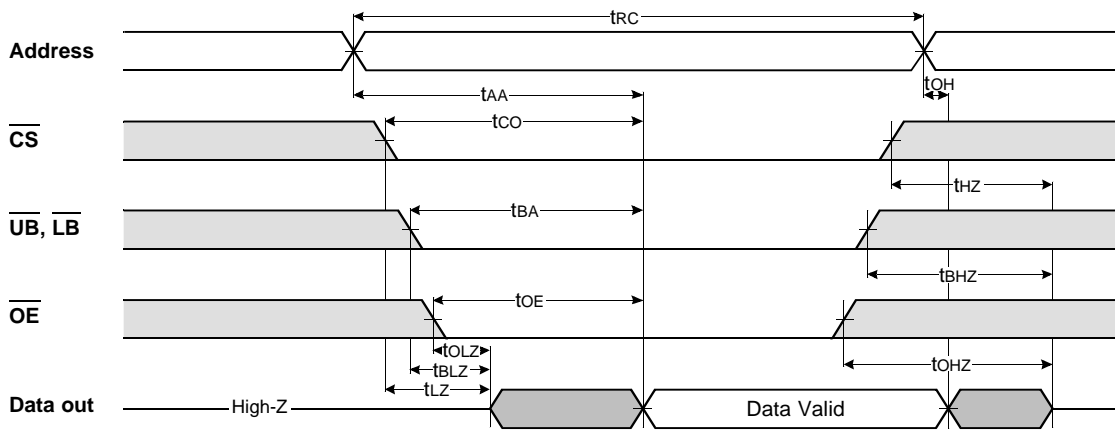 tRC
Address
tOH
tAA
CS
tCO
tHZ
UB, LB
tBA
tBHZ
OE
tOE
tOLZ
tBLZ
tOHZ
tLZ
Data out
High-Z
Data Valid